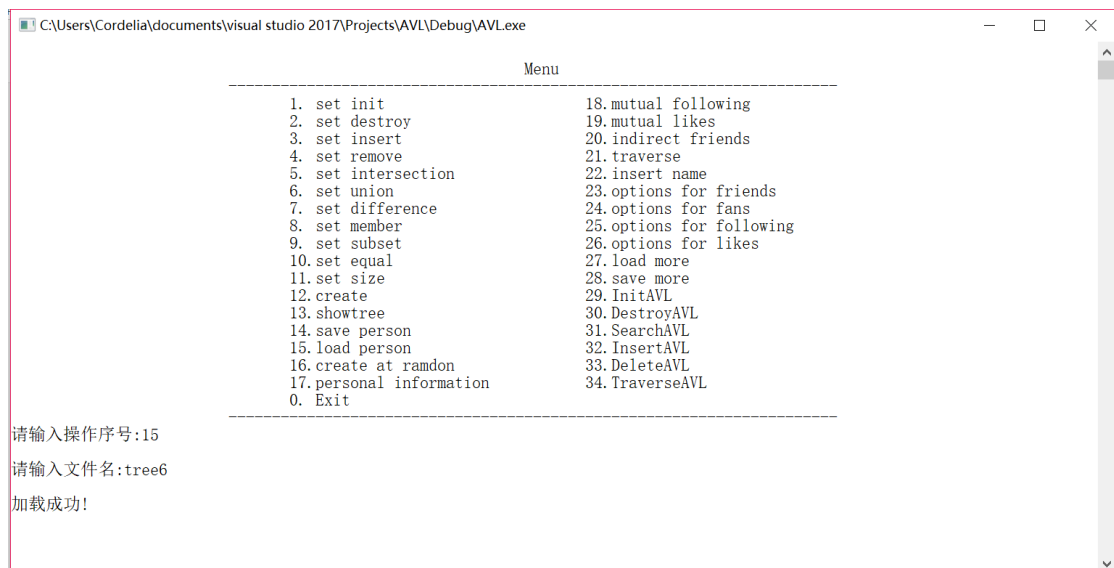 C:\Users\Cordelia\documents\visual studio 2017\Projects\AVL\Debug\AVL.exe
Menu
1. set init 18.mutual following
2. set destroy 19.mutual likes
3. set insert 20.indirect friends
4. set remove 21.traverse
5. set intersection 22.insert name
6. set union 23.options for friends
7. set difference 24.options for fans
8. set member 25.options for following
9. set subset 26.options for likes
10.set equal 27.load more
11.set size 28.save more
12.create 29.InitAVL
13.showtree 30.DestroyAVL
14.save person 31.SearchAVL
15.load person 32.InsertAVL
16.create at ramdon 33.DeleteAVL
17.personal information 34.TraverseAVL
0. Exit
请输入操作序号:15
请输入文件名:tree6
加载成功!